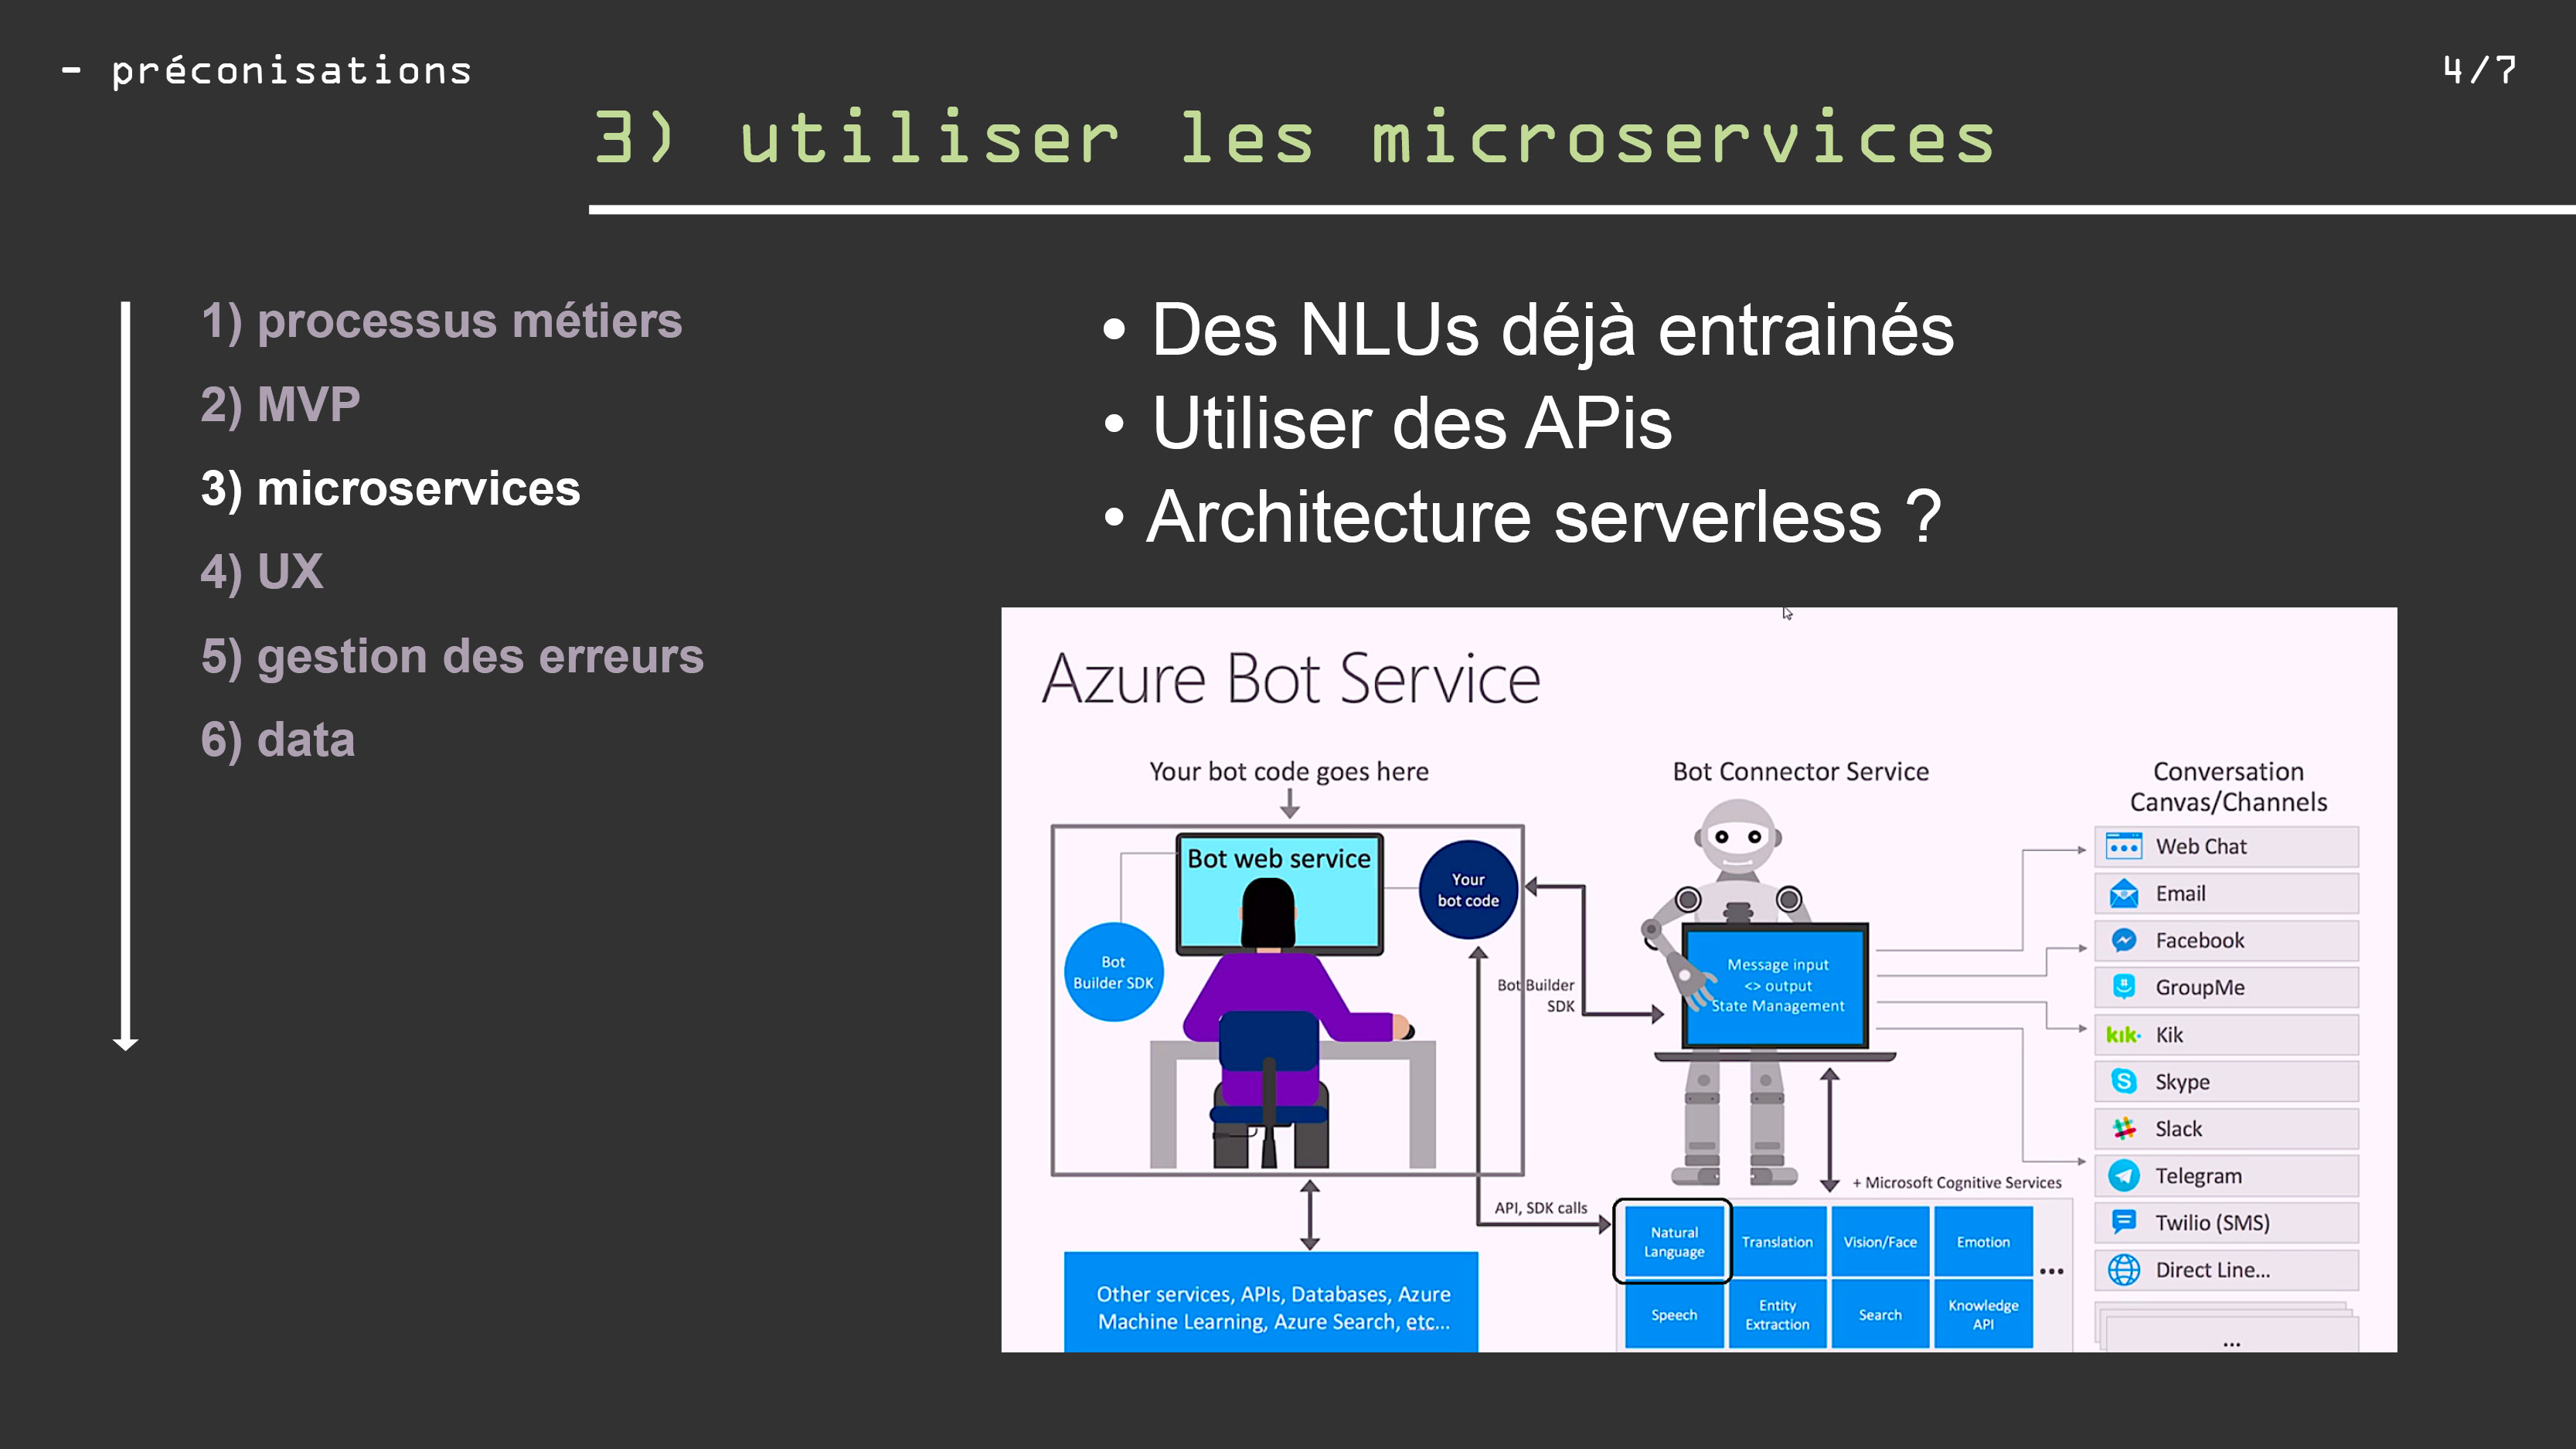 - préconisations
4/7
3) utiliser les microservices
1) processus métiers
2) MVP
3) microservices
4) UX
5) gestion des erreurs
6) data
• Des NLUs déjà entrainés
• Utiliser des APis
• Architecture serverless ?
Azure Bot Service
Your bot code goes here
Bot web service
Your
bot code
Bot
Builder SDK
Bot Builder
SDK
Bot Connector Service
Message input
<> output
State Management
API, SDK calls
Other services, APIs, Databases, Azure
Machine Learning, Azure Search, etc...
+ Microsoft Cognitive Services
Natural
Language
Translation
Vision/Face
Emotion
...
Speech
Entity
Extraction
Search
Knowledge
API
Conversation
Canvas/Channels
Web Chat
Email
Facebook
GroupMe
kik.
Kik
Skype
Slack
Telegram
Twilio (SMS)
Direct Line...
...